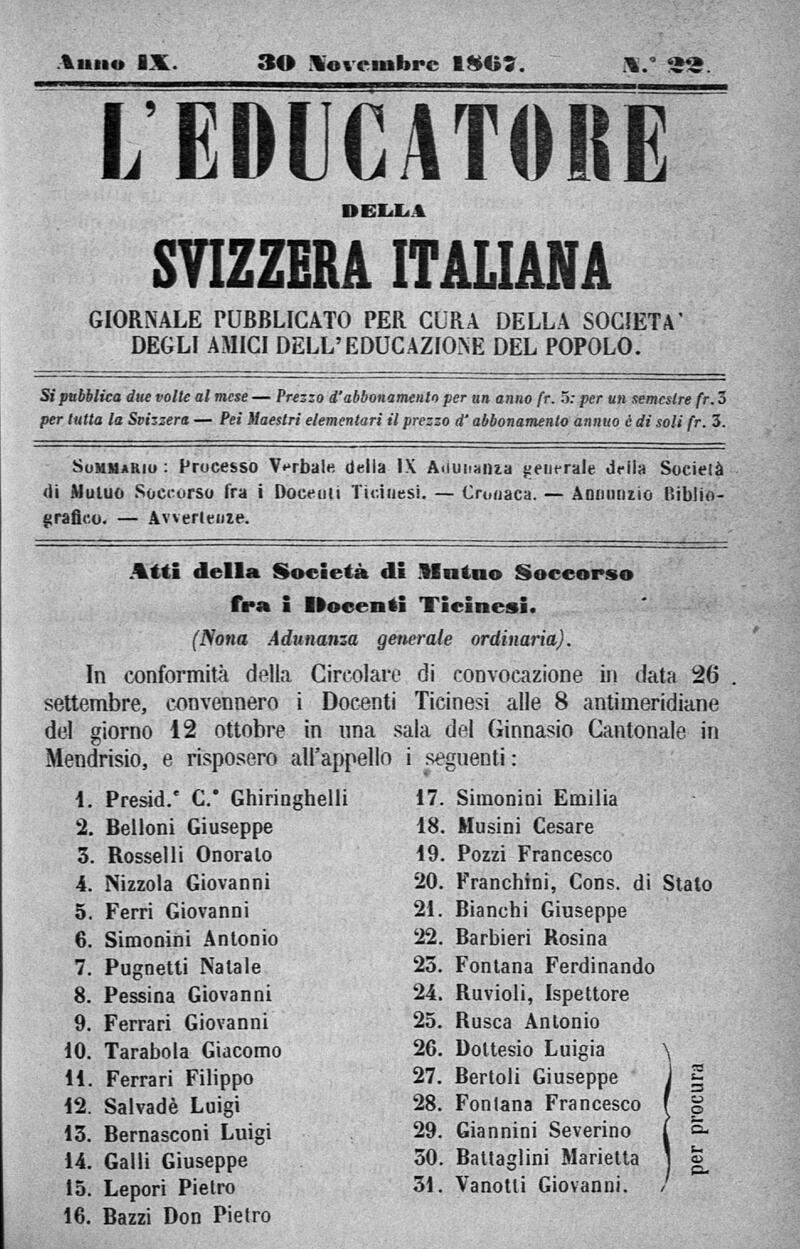 Anno IX. 30 Novembre 1867. N.° 22.
L'EDUCATORE
DELLA
SVIZZERA ITALIANA
GIORNALE PUBBLICATO PER CURA DELLA SOCIETA'
DEGLI AMICI DELL'EDUCAZIONE DEL POPOLO.
Si pubblica due volte al mese — Prezzo d'abbonamento per un anno fr. 5: per un semestre fr. 3
per tutta la Svizzera — Pei Maestri elementari il prezzo d'abbonamento annuo è di soli fr. 3.
SOMMARIO: Processo Verbale della IX Adunanza generale della Società
di Mutuo Soccorso fra i Docenti Ticinesi. — Cronaca. — Annunzio Biblio-
grafico. — Avvertenze.
Atti della Società di Mutuo Soccorso
fra i Docenti Ticinesi.
(Nona Adunanza generale ordinaria).
In conformità della Circolare di convocazione in data 26
settembre, convennero i Docenti Ticinesi alle 8 antimeridiane
del giorno 12 ottobre in una sala del Ginnasio Cantonale in
Mendrisio, e risposero all'appello i seguenti:
1. Presid.e C.o Ghiringhelli
2. Belloni Giuseppe
3. Rosselli Onorato
4. Nizzola Giovanni
5. Ferri Giovanni
6. Simonini Antonio
7. Pugnetti Natale
8. Pessina Giovanni
9. Ferrari Giovanni
10. Tarabola Giacomo
11. Ferrari Filippo
12. Salvadè Luigi
13. Bernasconi Luigi
14. Galli Giuseppe
15. Lepori Pietro
16. Bazzi Don Pietro
17. Simonini Emilia
18. Musini Cesare
19. Pozzi Francesco
20. Franchini, Cons. di Stato
21. Bianchi Giuseppe
22. Barbieri Rosina
23. Fontana Ferdinando
24. Ruvioli, Ispettore
25. Rusca Antonio
26. Dottesio Luigia
27. Bertoli Giuseppe
28. Fontana Francesco
29. Giannini Severino
30. Battaglini Marietta
31. Vanotti Giovanni.
per procura